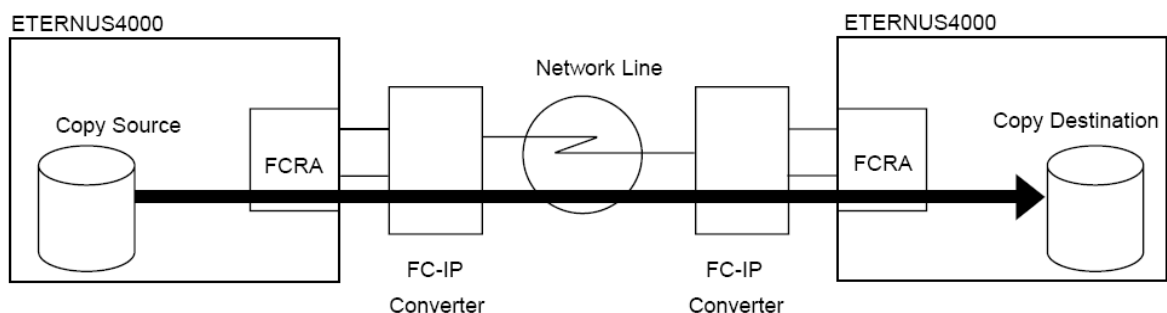 ETERNUS4000
ETERNUS4000
Network Line
Copy Source
Copy Destination
FCRA
FCRA
FC-IP
Converter
FC-IP
Converter